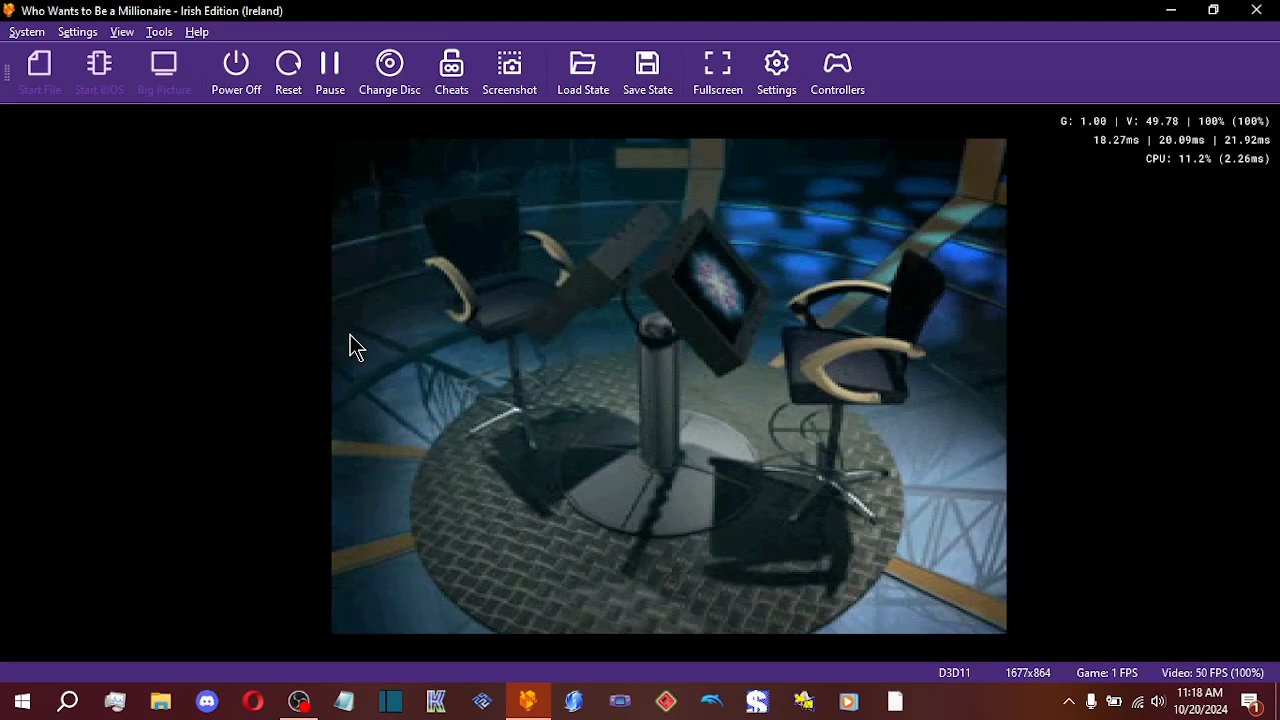 Who Wants to Be a Millionaire - Irish Edition (Ireland)
System Settings View Tools Help
Start File Start BIOS Big Picture Power Off Reset Pause Change Disc Cheats Screenshot Load State Save State Fullscreen Settings Controllers
G: 1.00 | V: 49.78 | 100% (100%)
18.27ms | 20.09ms | 21.92ms
CPU: 11.2% (2.26ms)
D3D11 1677x864 Game: 1 FPS Video: 50 FPS (100%)
11:18 AM
10/20/2024
1